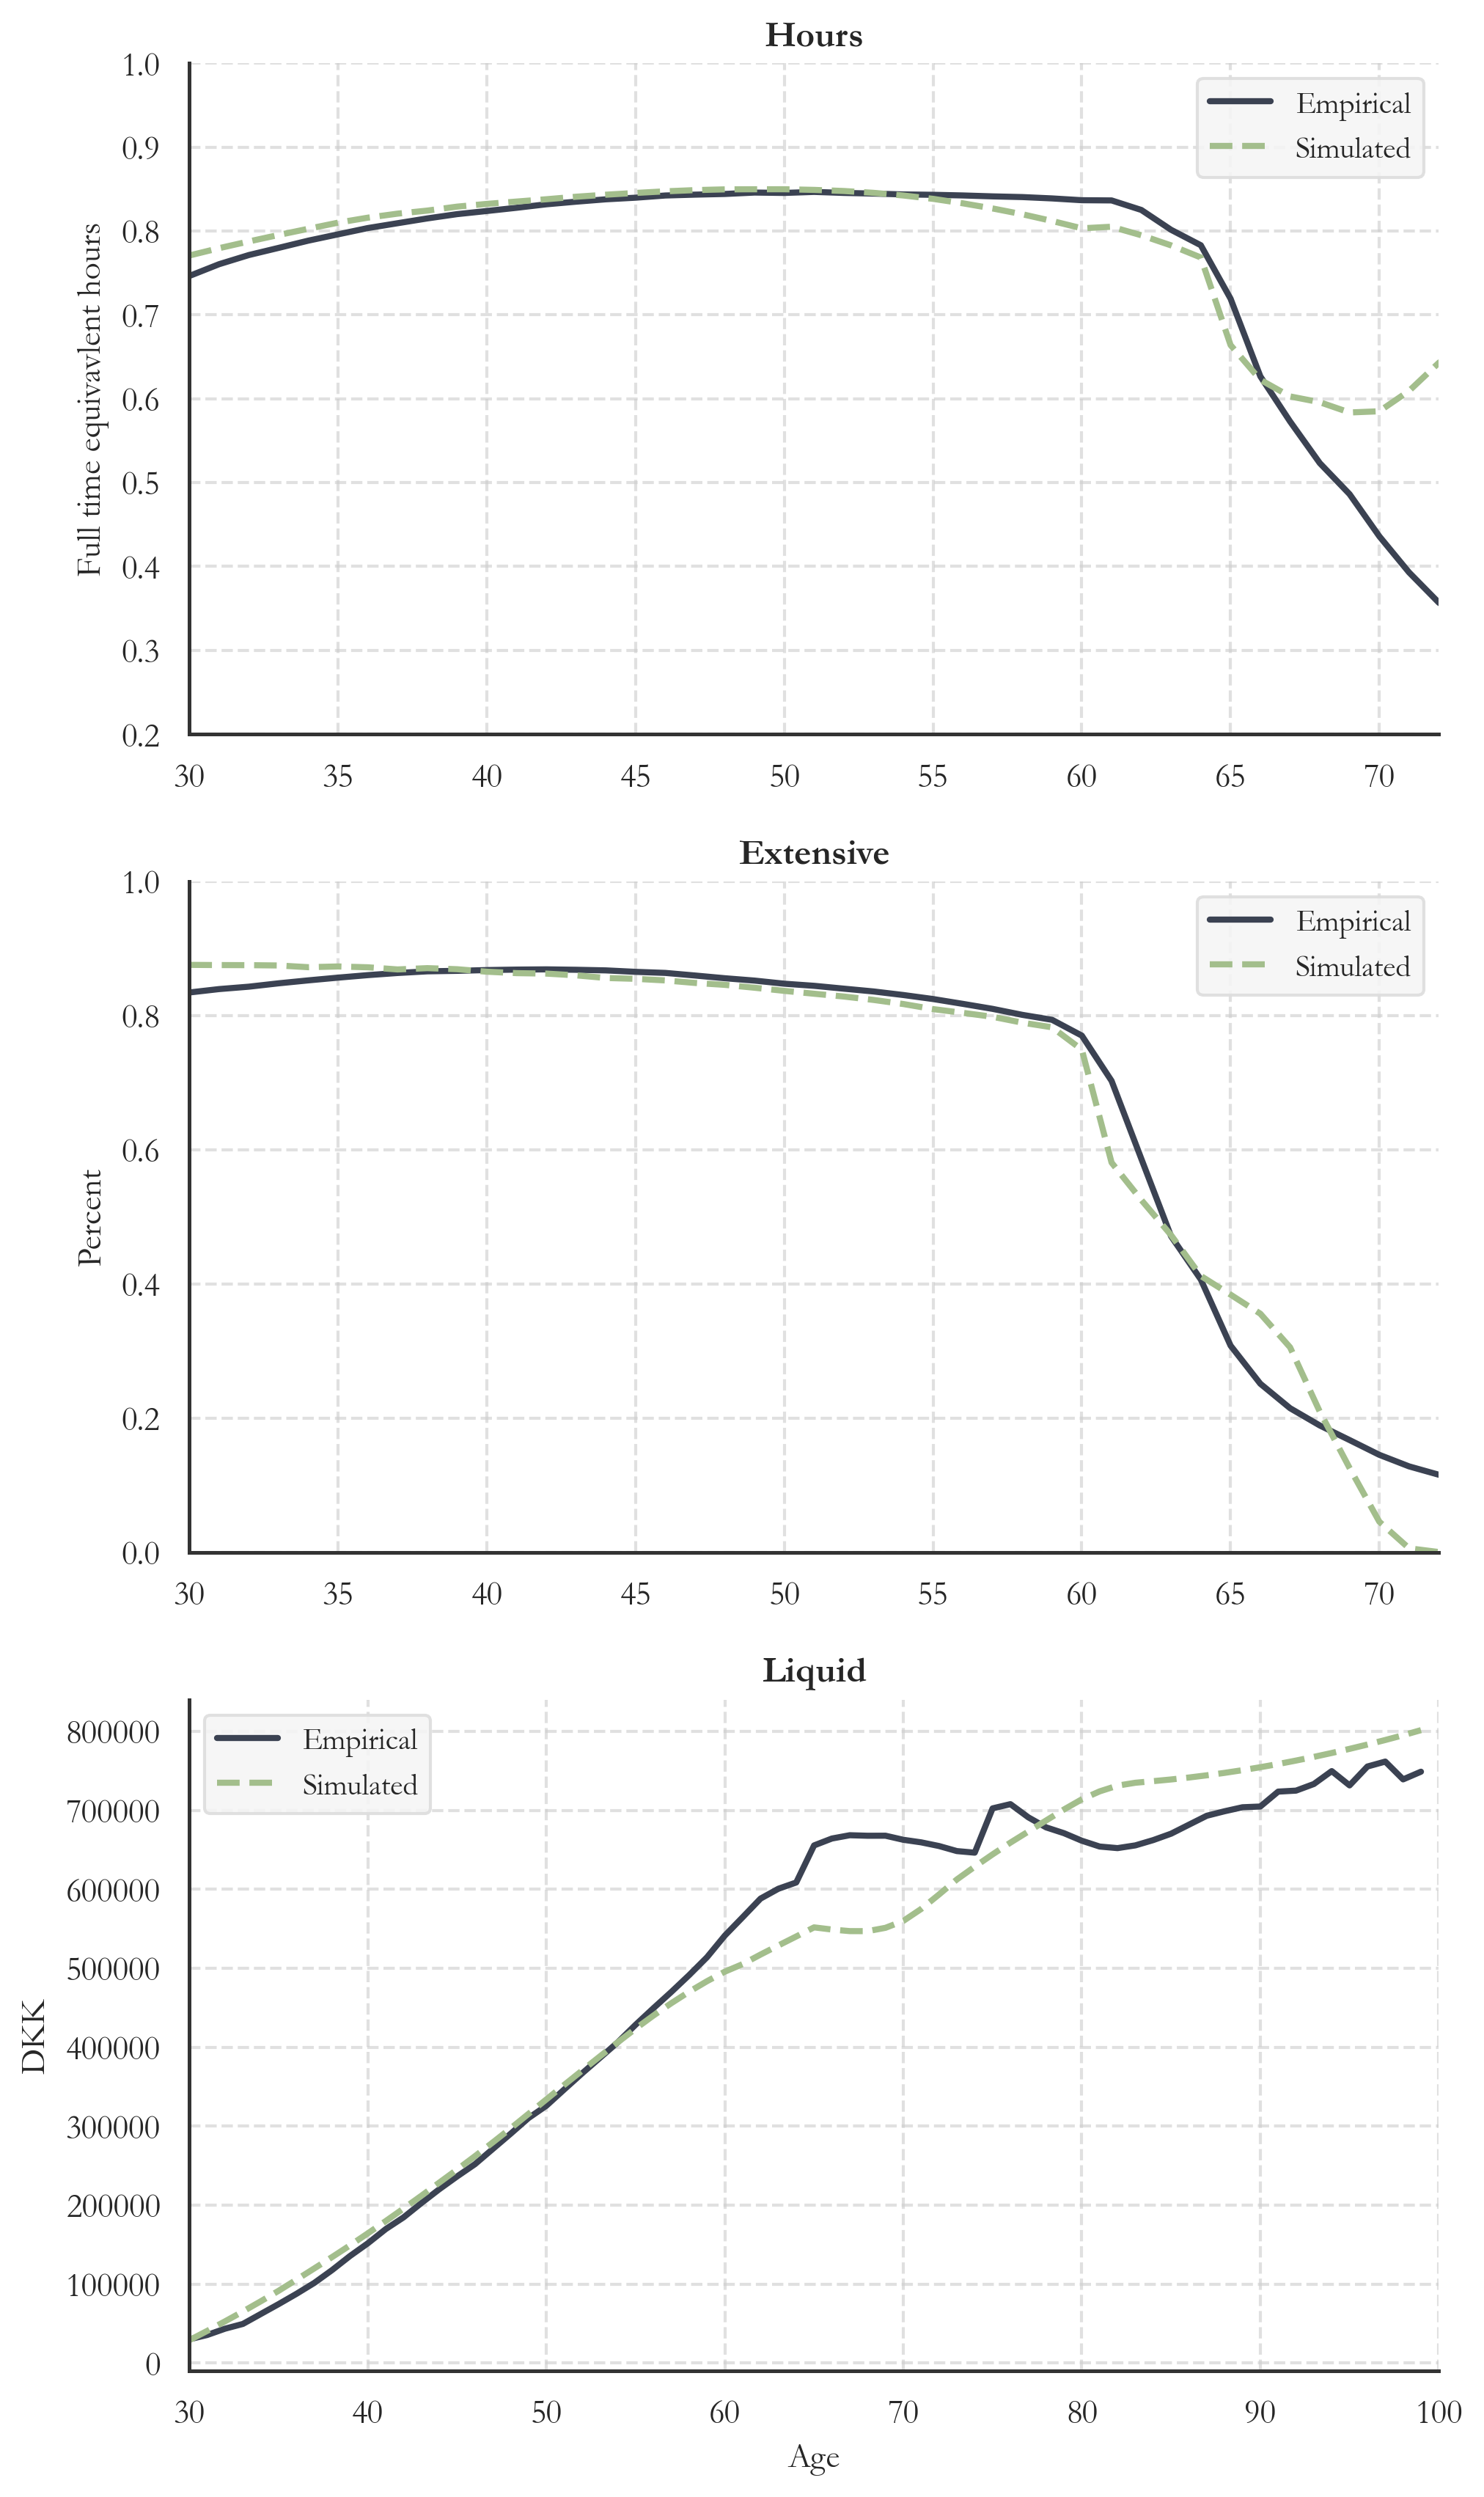 Hours
1.0
0.9
0.8
0.7
0.6
0.5
0.4
0.3
0.2
Full time equivavlent hours
Empirical
Simulated
30 35 40 45 50 55 60 65 70
Extensive
1.0
0.8
0.6
0.4
0.2
0.0
Percent
Empirical
Simulated
30 35 40 45 50 55 60 65 70
Liquid
800000
700000
600000
500000
400000
300000
200000
100000
0
DKK
Empirical
Simulated
30 40 50 60 70 80 90 100
Age